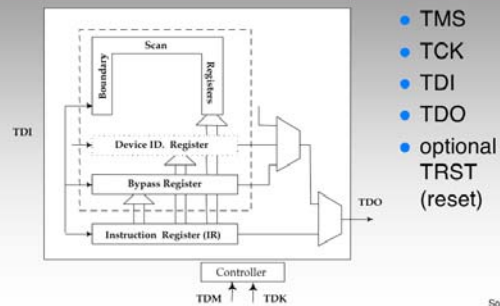 Scan
Boundary
Registers
TDI
Device ID. Register
Bypass Register
Instruction Register (IR)
TDO
Controller
TDM TDK
TMS
TCK
TDI
TDO
optional
TRST
(reset)